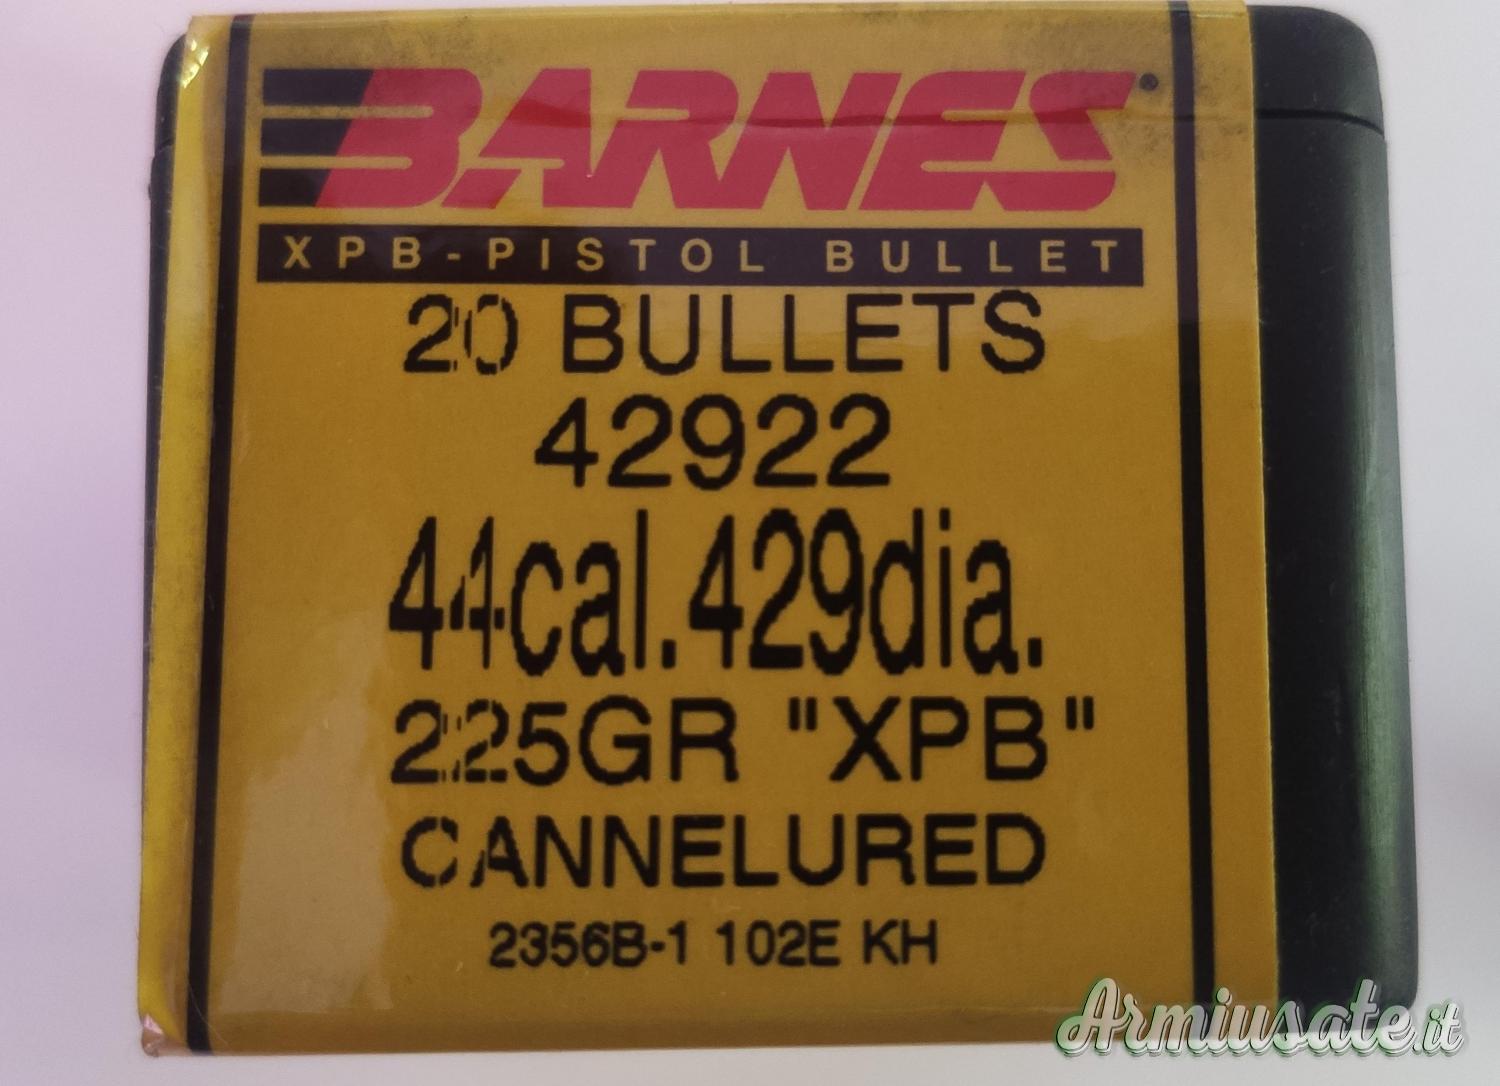 BARNES®
XPB-PISTOL BULLET
20 BULLETS
42922
44cal.429dia.
225GR "XPB"
CANNELURED
2356B-1 102E KH
Armiusate.it